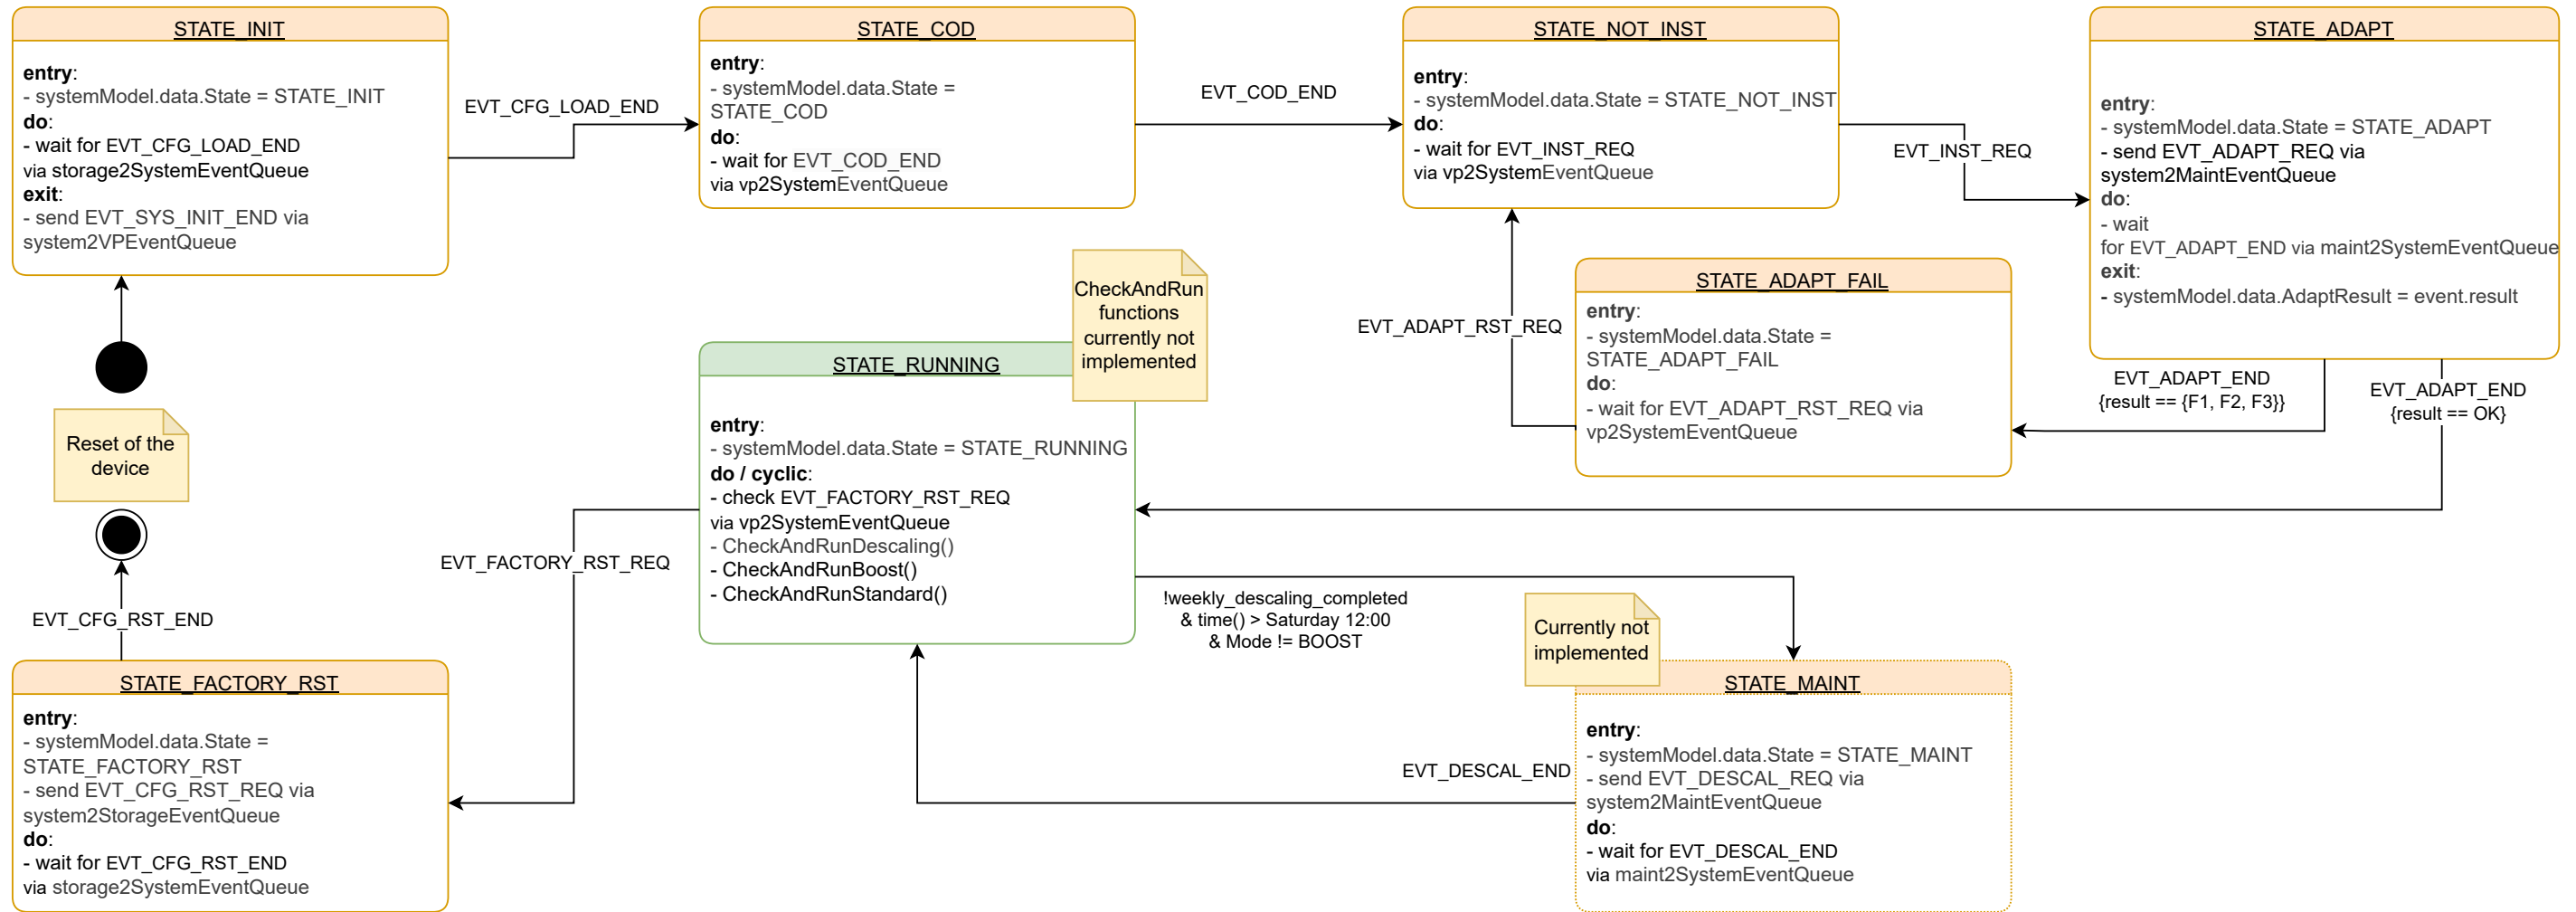 STATE_INIT
entry:
- systemModel.data.State = STATE_INIT
do:
- wait for EVT_CFG_LOAD_END
via storage2SystemEventQueue
exit:
- send EVT_SYS_INIT_END via
system2VPEventQueue
EVT_CFG_LOAD_END
STATE_COD
entry:
- systemModel.data.State =
STATE_COD
do:
- wait for EVT_COD_END
via vp2SystemEventQueue
EVT_COD_END
STATE_NOT_INST
entry:
- systemModel.data.State = STATE_NOT_INST
do:
- wait for EVT_INST_REQ
via vp2SystemEventQueue
EVT_INST_REQ
STATE_ADAPT
entry:
- systemModel.data.State = STATE_ADAPT
- send EVT_ADAPT_REQ via
system2MaintEventQueue
do:
- wait
for EVT_ADAPT_END via maint2SystemEventQueue
exit:
- systemModel.data.AdaptResult = event.result
EVT_ADAPT_END
{result == {F1, F2, F3}}
EVT_ADAPT_END
{result == OK}
STATE_ADAPT_FAIL
entry:
- systemModel.data.State =
STATE_ADAPT_FAIL
do:
- wait for EVT_ADAPT_RST_REQ via
vp2SystemEventQueue
EVT_ADAPT_RST_REQ
CheckAndRun
functions
currently not
implemented
STATE_RUNNING
entry:
- systemModel.data.State = STATE_RUNNING
do / cyclic:
- check EVT_FACTORY_RST_REQ
via vp2SystemEventQueue
- CheckAndRunDescaling()
- CheckAndRunBoost()
- CheckAndRunStandard()
Reset of the
device
EVT_FACTORY_RST_REQ
EVT_CFG_RST_END
!weekly_descaling_completed
& time() > Saturday 12:00
& Mode != BOOST
Currently not
implemented
STATE_MAINT
entry:
- systemModel.data.State = STATE_MAINT
- send EVT_DESCAL_REQ via
system2MaintEventQueue
do:
- wait for EVT_DESCAL_END
via maint2SystemEventQueue
EVT_DESCAL_END
STATE_FACTORY_RST
entry:
- systemModel.data.State =
STATE_FACTORY_RST
- send EVT_CFG_RST_REQ via
system2StorageEventQueue
do:
- wait for EVT_CFG_RST_END
via storage2SystemEventQueue